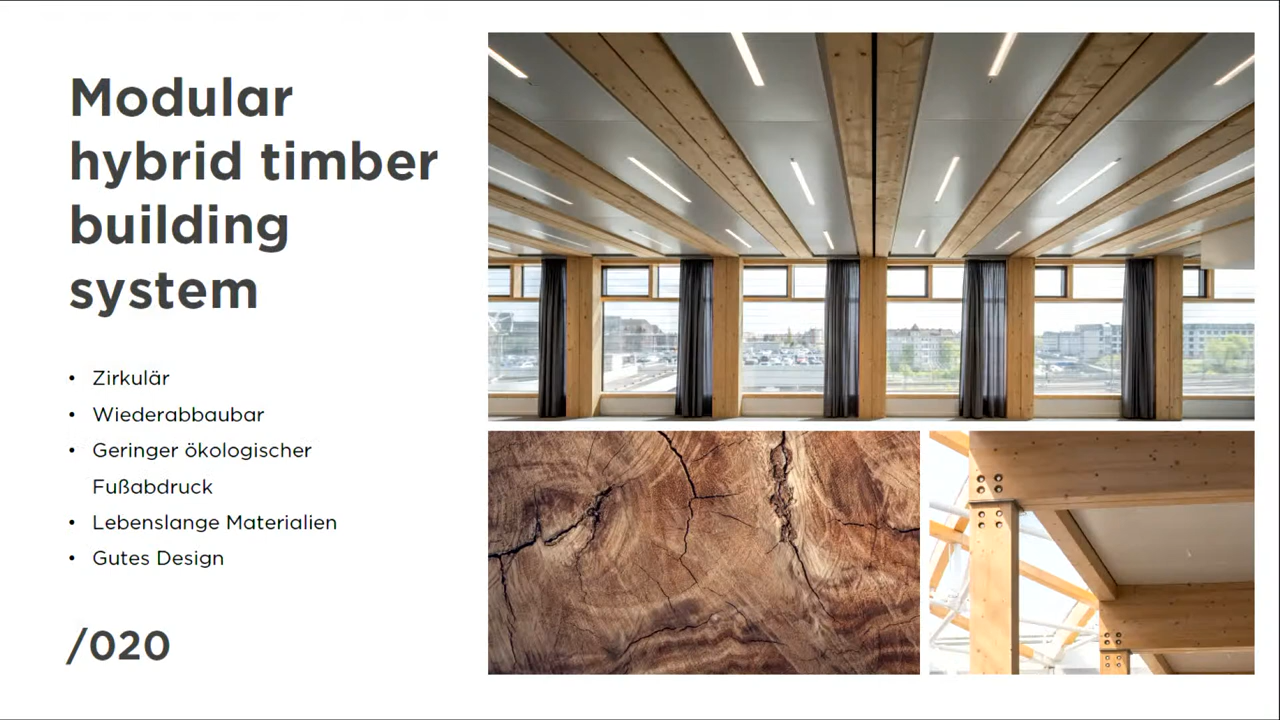 Modular
hybrid timber
building
system
• Zirkulär
• Wiederabbaubar
• Geringer ökologischer
Fußabdruck
• Lebenslange Materialien
• Gutes Design
/020